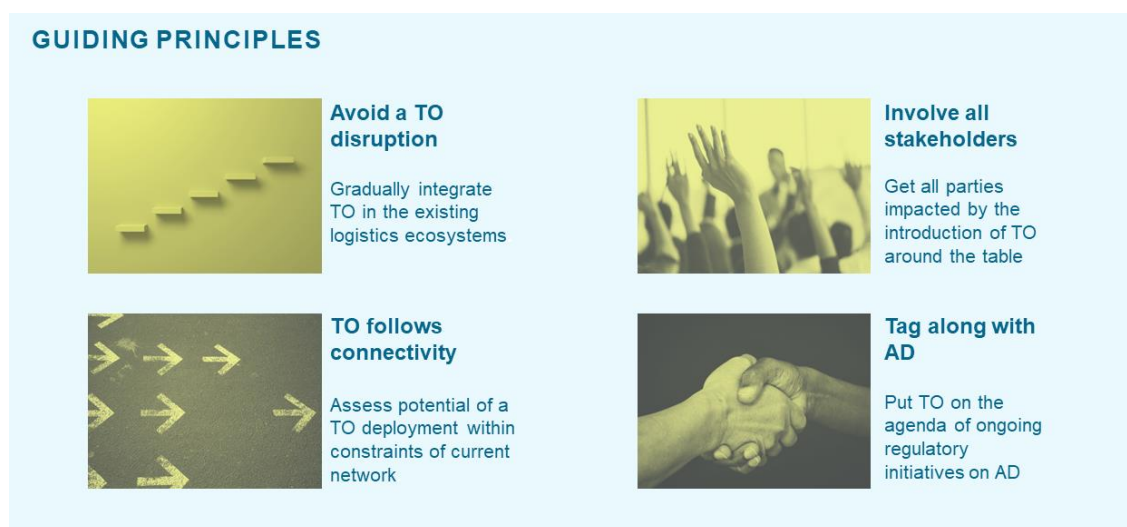 GUIDING PRINCIPLES
Avoid a TO
disruption
Gradually integrate
TO in the existing
logistics ecosystems
Involve all
stakeholders
Get all parties
impacted by the
introduction of TO
around the table
TO follows
connectivity
Assess potential of a
TO deployment within
constraints of current
network
Tag along with
AD
Put TO on the
agenda of ongoing
regulatory
initiatives on AD